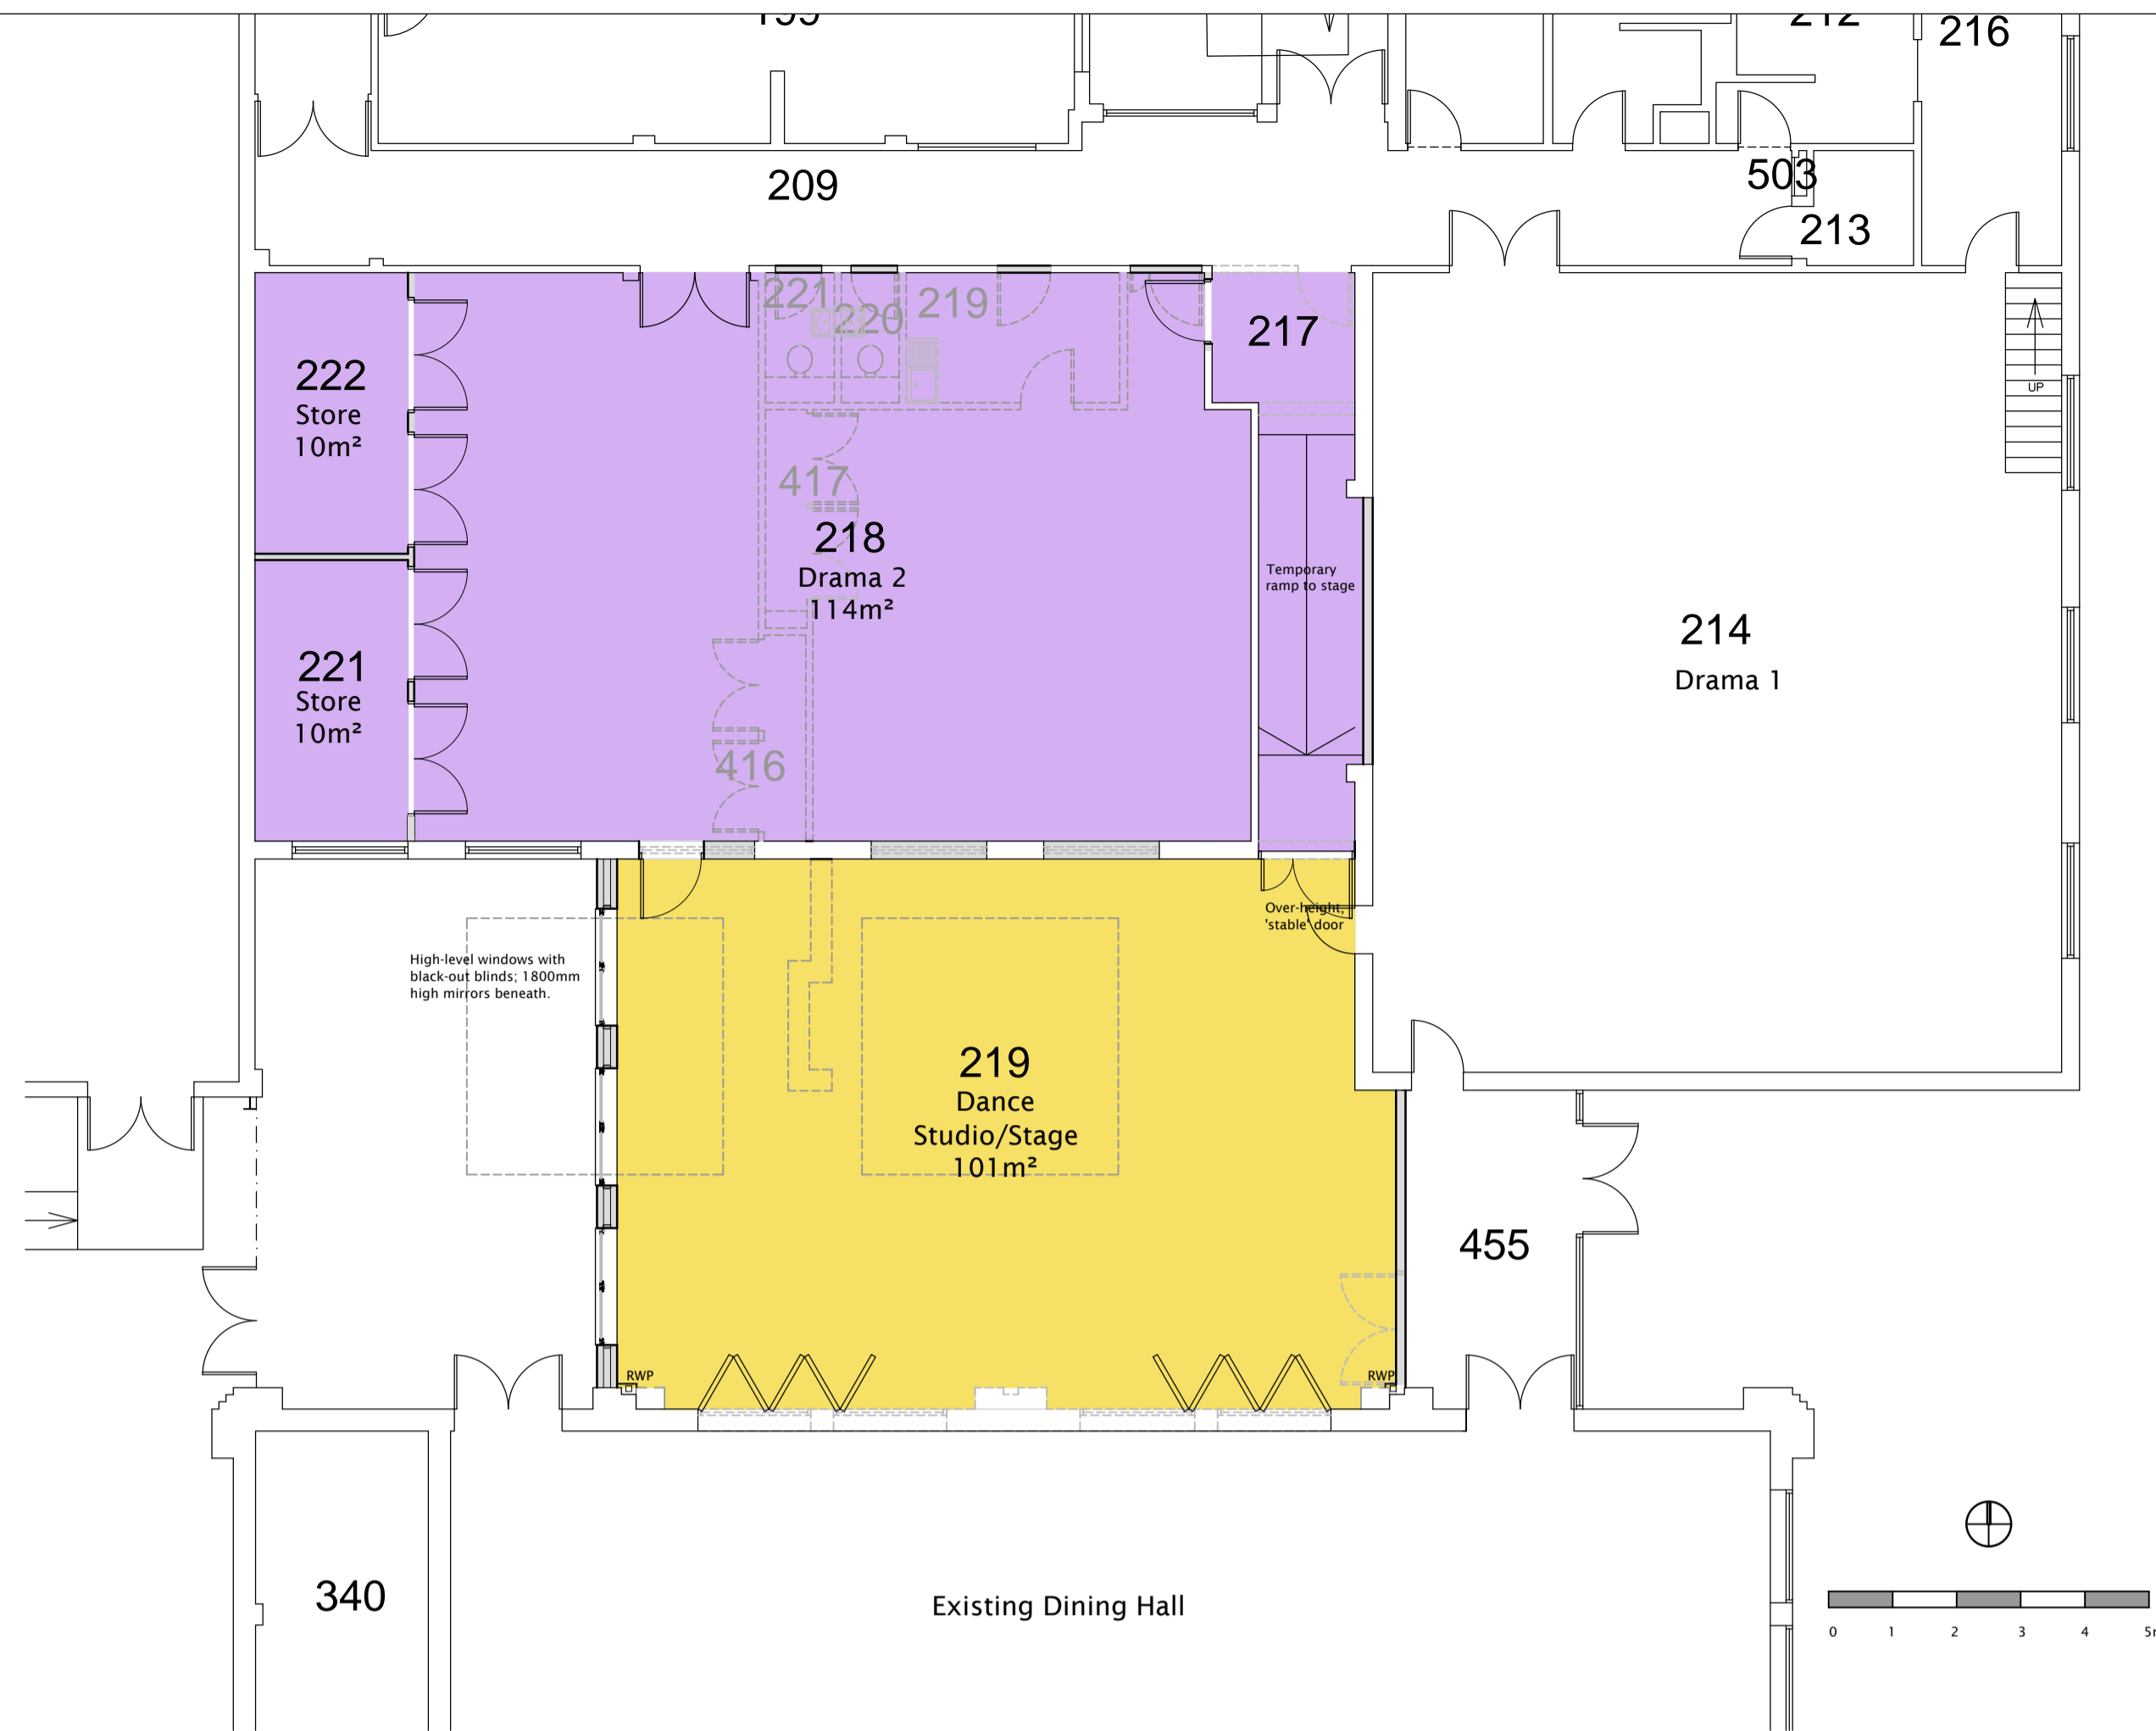 216
209
503
213
221
220
219
217
222
Store
10m²
UP
417
218
Drama 2
114m²
Temporary
ramp to stage
214
Drama 1
221
Store
10m²
416
Over-height,
'stable' door
High-level windows with
black-out blinds; 1800mm
high mirrors beneath.
219
Dance
Studio/Stage
101m²
455
RWP
RWP
340
Existing Dining Hall
0 1 2 3 4